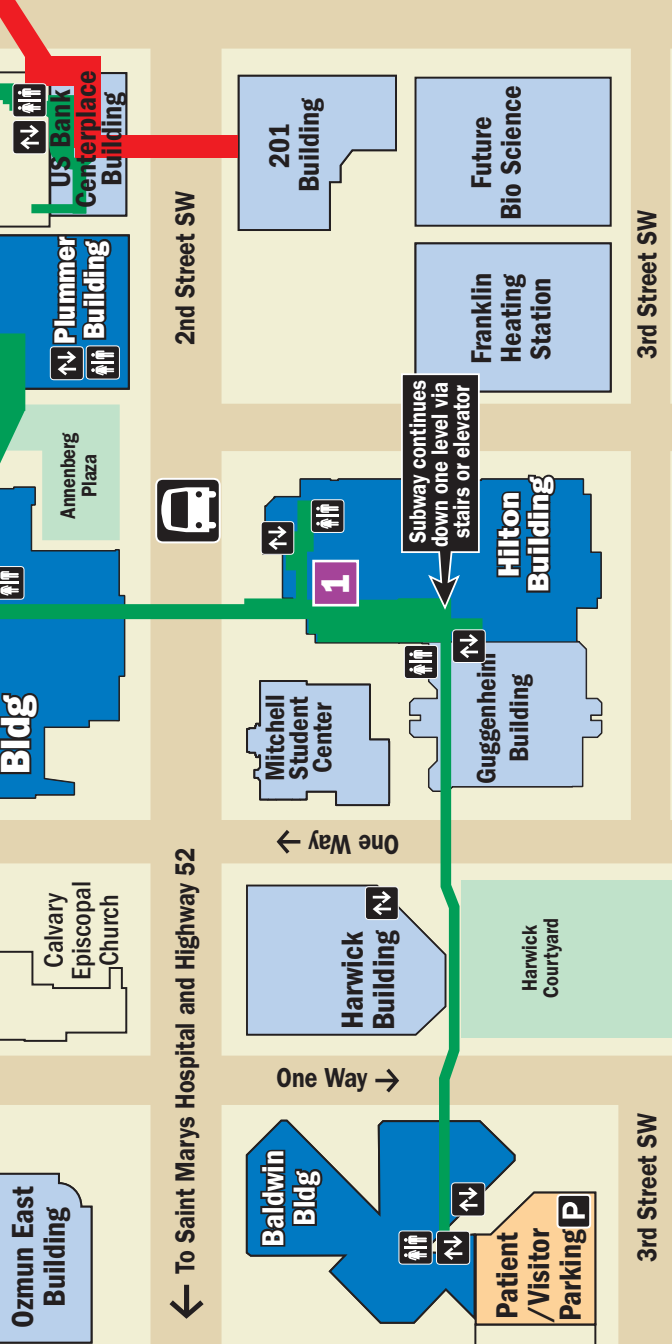 US Bank
Centerplace
Building
201
Building
Future
Bio Science
2nd Street SW
3rd Street SW
Plummer
Building
Franklin
Heating
Station
Annenberg
Plaza
Subway continues
down one level via
stairs or elevator
1
Hilton
Building
Bldg
Mitchell
Student
Center
Guggenheim
Building
One Way →
Calvary
Episcopal
Church
← To Saint Marys Hospital and Highway 52
Harwick
Building
Harwick
Courtyard
One Way →
Ozmun East
Building
Baldwin
Bldg
Patient
/Visitor
Parking
P
3rd Street SW